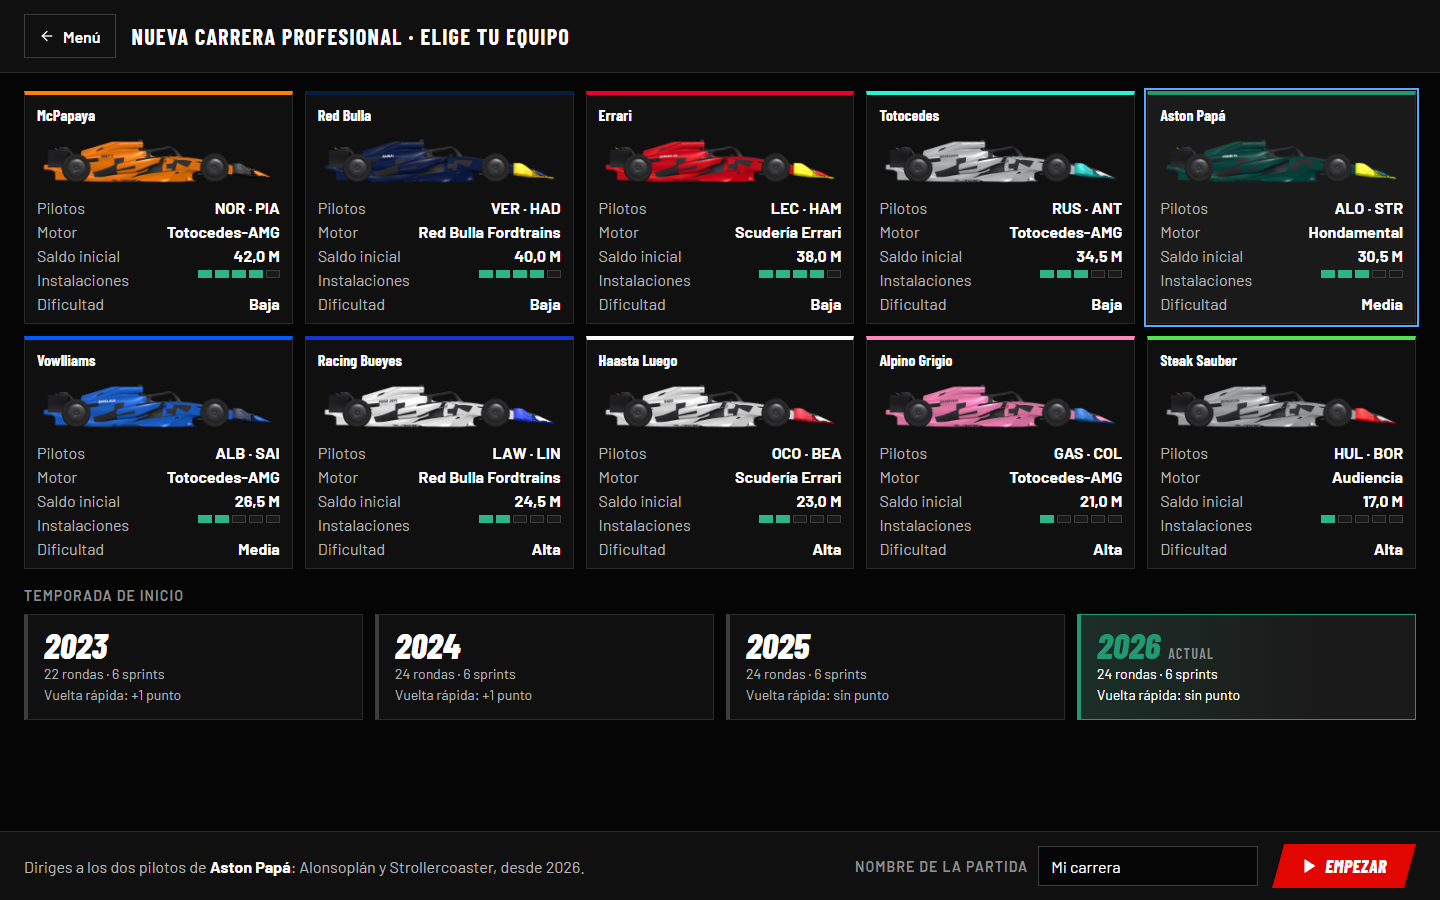 Menú
NUEVA CARRERA PROFESIONAL · ELIGE TU EQUIPO
McPapaya
Pilotos NOR · PIA
Motor Totocedes-AMG
Saldo inicial 42,0 M
Instalaciones
Dificultad Baja
Red Bulla
Pilotos VER · HAD
Motor Red Bulla Fordtrains
Saldo inicial 40,0 M
Instalaciones
Dificultad Baja
Errari
Pilotos LEC · HAM
Motor Scudería Errari
Saldo inicial 38,0 M
Instalaciones
Dificultad Baja
Totocedes
Pilotos RUS · ANT
Motor Totocedes-AMG
Saldo inicial 34,5 M
Instalaciones
Dificultad Baja
Aston Papá
Pilotos ALO · STR
Motor Hondamental
Saldo inicial 30,5 M
Instalaciones
Dificultad Media
Vowlliams
Pilotos ALB · SAI
Motor Totocedes-AMG
Saldo inicial 26,5 M
Instalaciones
Dificultad Media
Racing Bueyes
Pilotos LAW · LIN
Motor Red Bulla Fordtrains
Saldo inicial 24,5 M
Instalaciones
Dificultad Alta
Haasta Luego
Pilotos OCO · BEA
Motor Scudería Errari
Saldo inicial 23,0 M
Instalaciones
Dificultad Alta
Alpino Grigio
Pilotos GAS · COL
Motor Totocedes-AMG
Saldo inicial 21,0 M
Instalaciones
Dificultad Alta
Steak Sauber
Pilotos HUL · BOR
Motor Audiencia
Saldo inicial 17,0 M
Instalaciones
Dificultad Alta
TEMPORADA DE INICIO
2023
22 rondas · 6 sprints
Vuelta rápida: +1 punto
2024
24 rondas · 6 sprints
Vuelta rápida: +1 punto
2025
24 rondas · 6 sprints
Vuelta rápida: sin punto
2026 ACTUAL
24 rondas · 6 sprints
Vuelta rápida: sin punto
Diriges a los dos pilotos de Aston Papá: Alonsoplán y Strollercoaster, desde 2026.
NOMBRE DE LA PARTIDA
Mi carrera
EMPEZAR